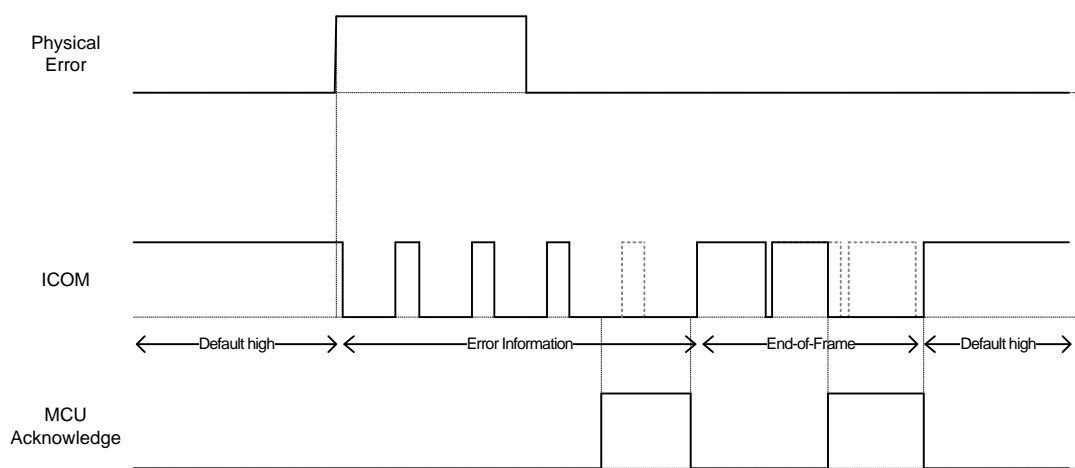 Physical
Error
ICOM
Default high
Error Information
End-of-Frame
Default high
MCU
Acknowledge